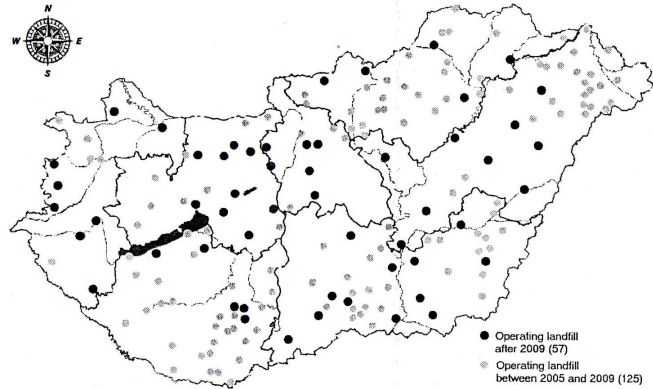 N
W E
S
Operating landfill
after 2009 (57)
Operating landfill
between 2005 and 2009 (125)